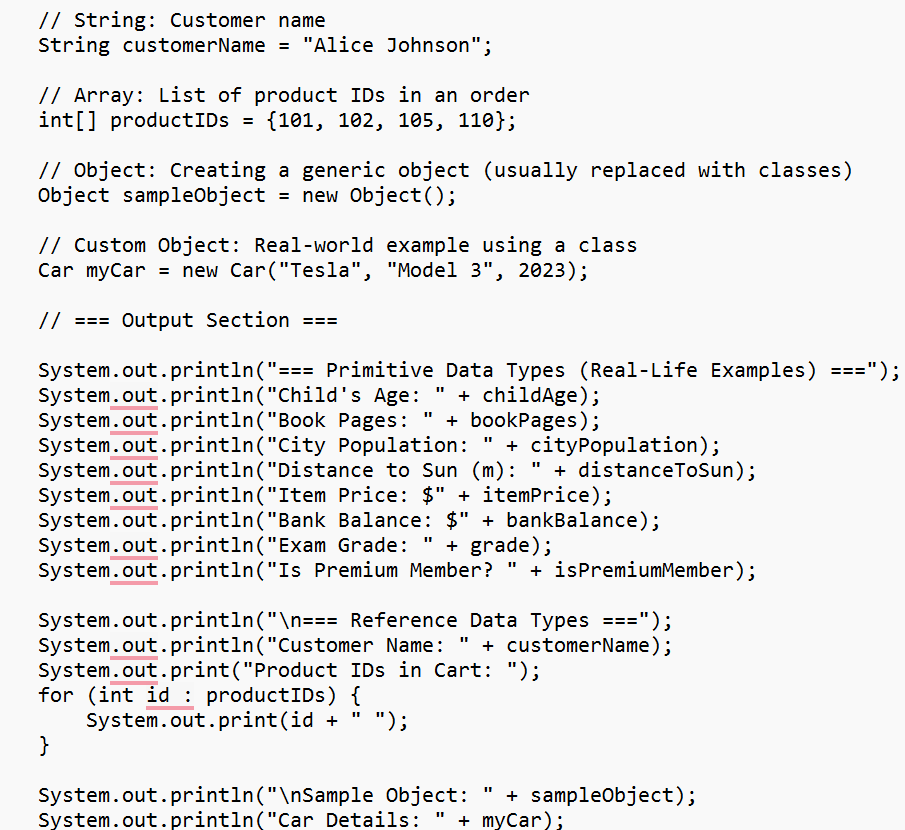 // String: Customer name
String customerName = "Alice Johnson";
// Array: List of product IDs in an order
int[] productIDs = {101, 102, 105, 110};
// Object: Creating a generic object (usually replaced with classes)
Object sampleObject = new Object();
// Custom Object: Real-world example using a class
Car myCar = new Car("Tesla", "Model 3", 2023);
// === Output Section ===
System.out.println("=== Primitive Data Types (Real-Life Examples) ===");
System.out.println("Child's Age: " + childAge);
System.out.println("Book Pages: " + bookPages);
System.out.println("City Population: " + cityPopulation);
System.out.println("Distance to Sun (m): " + distanceToSun);
System.out.println("Item Price: $" + itemPrice);
System.out.println("Bank Balance: $" + bankBalance);
System.out.println("Exam Grade: " + grade);
System.out.println("Is Premium Member? " + isPremiumMember);
System.out.println("\n=== Reference Data Types ===");
System.out.println("Customer Name: " + customerName);
System.out.print("Product IDs in Cart: ");
for (int id : productIDs) {
    System.out.print(id + " ");
}
System.out.println("\nSample Object: " + sampleObject);
System.out.println("Car Details: " + myCar);